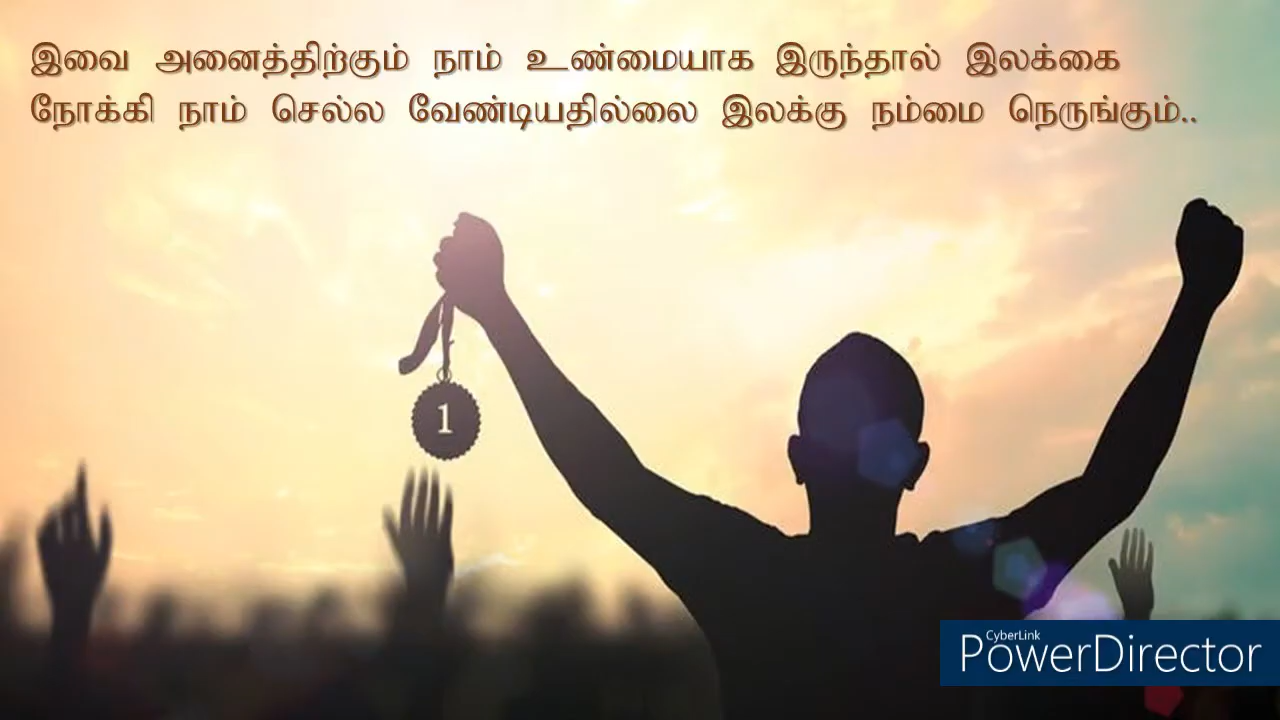 இவை அனைத்திற்கும் நாம் உண்மையாக இருந்தால் இலக்கை
நோக்கி நாம் செல்ல வேண்டியதில்லை இலக்கு நம்மை நெருங்கும்..
1
CyberLink
PowerDirector